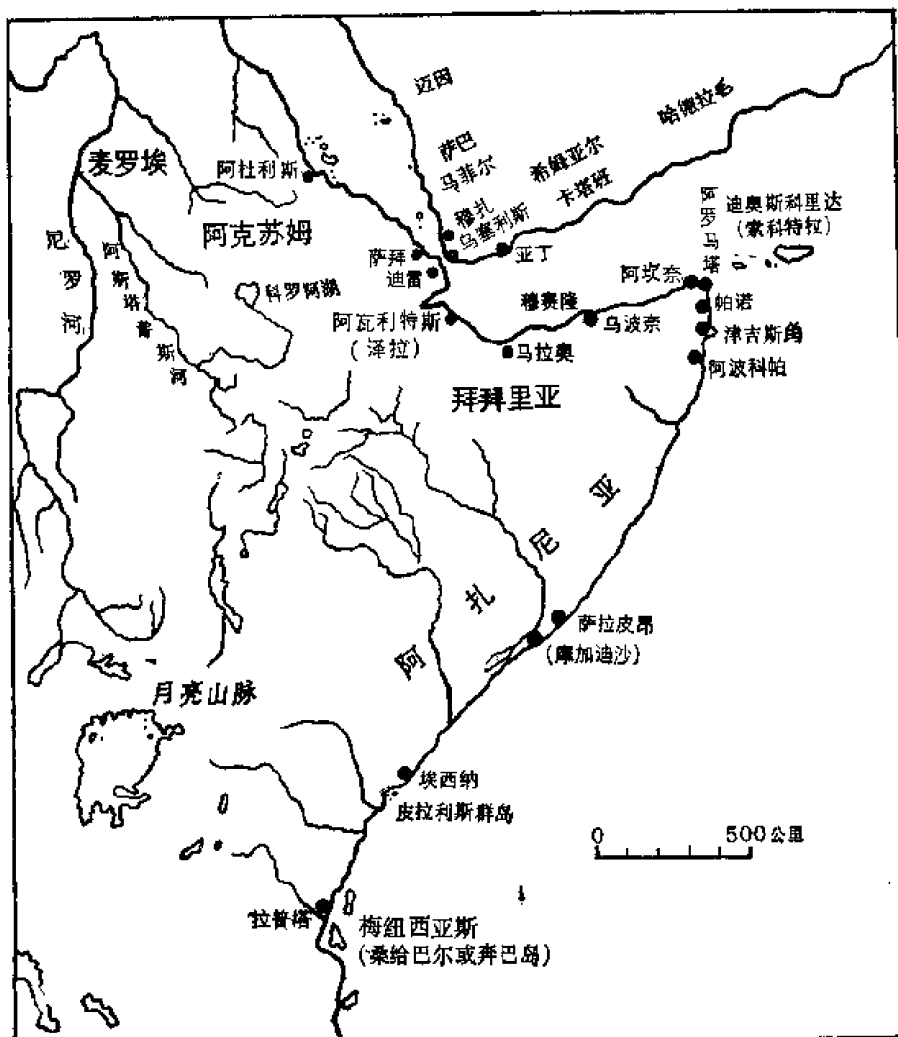 迈因
哈德拉毛
萨巴
希姆亚尔
马菲尔
卡塔班
麦罗埃
阿杜利斯
穆扎
乌塞利斯
亚丁
阿罗马塔
迪奥斯科里达
(索科特拉)
阿克苏姆
萨拜
迪雷
尼罗河
阿斯塔普斯河
科罗阿湖
阿坎奈
帕诺
穆赛隆
乌波奈
津吉斯角
阿瓦利特斯
(泽拉)
马拉奥
阿波科帕
拜拜里亚
阿扎尼亚
萨拉皮昂
(摩加迪沙)
月亮山脉
埃西纳
皮拉利斯群岛
0 500公里
拉普塔
梅纽西亚斯
(桑给巴尔或奔巴岛)